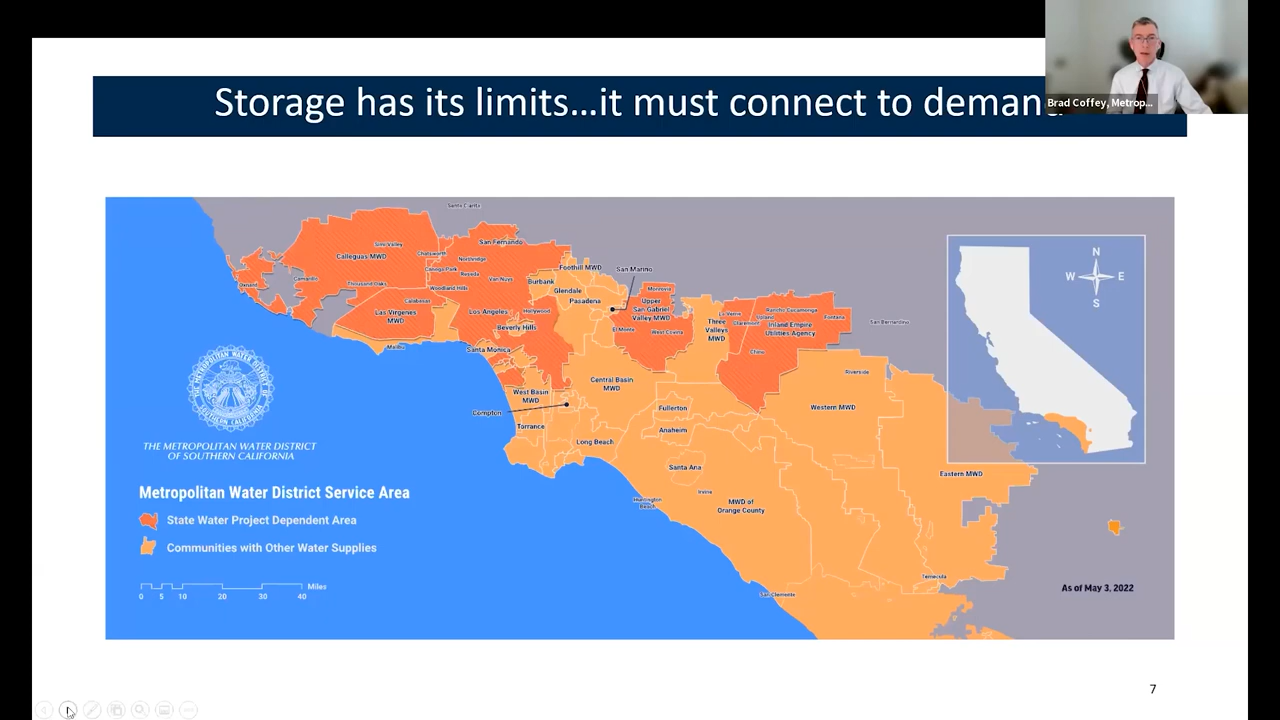 Storage has its limits...it must connect to deman
Brad Coffey, Metrop...
Santa Clarita
Simi Valley
Calleguas MWD
San Fernando
Chatsworth
Northridge
Canoga Park
Reseda
Van Nuys
Woodland Hills
Camarillo
Oxnard
Thousand Oaks
Calabasas
Las Virgenes
MWD
Malibu
Foothill MWD
San Marino
Burbank
Glendale
Pasadena
Monrovia
Upper
San Gabriel
Valley MWD
El Monte
West Covina
Los Angeles
Hollywood
Beverly Hills
Santa Monica
Three
Valleys
MWD
La Verne
Claremont
Upland
Rancho Cucamonga
Fontana
Inland Empire
Utilities Agency
Chino
San Bernardino
Riverside
Central Basin
MWD
West Basin
MWD
Compton
Torrance
Long Beach
Fullerton
Anaheim
Santa Ana
Irvine
Huntington
Beach
MWD of
Orange County
Western MWD
Eastern MWD
Temecula
San Clemente
N
W
E
S
THE METROPOLITAN WATER DISTRICT
OF SOUTHERN CALIFORNIA
Metropolitan Water District Service Area
State Water Project Dependent Area
Communities with Other Water Supplies
Miles
0 5 10 20 30 40
As of May 3, 2022
7